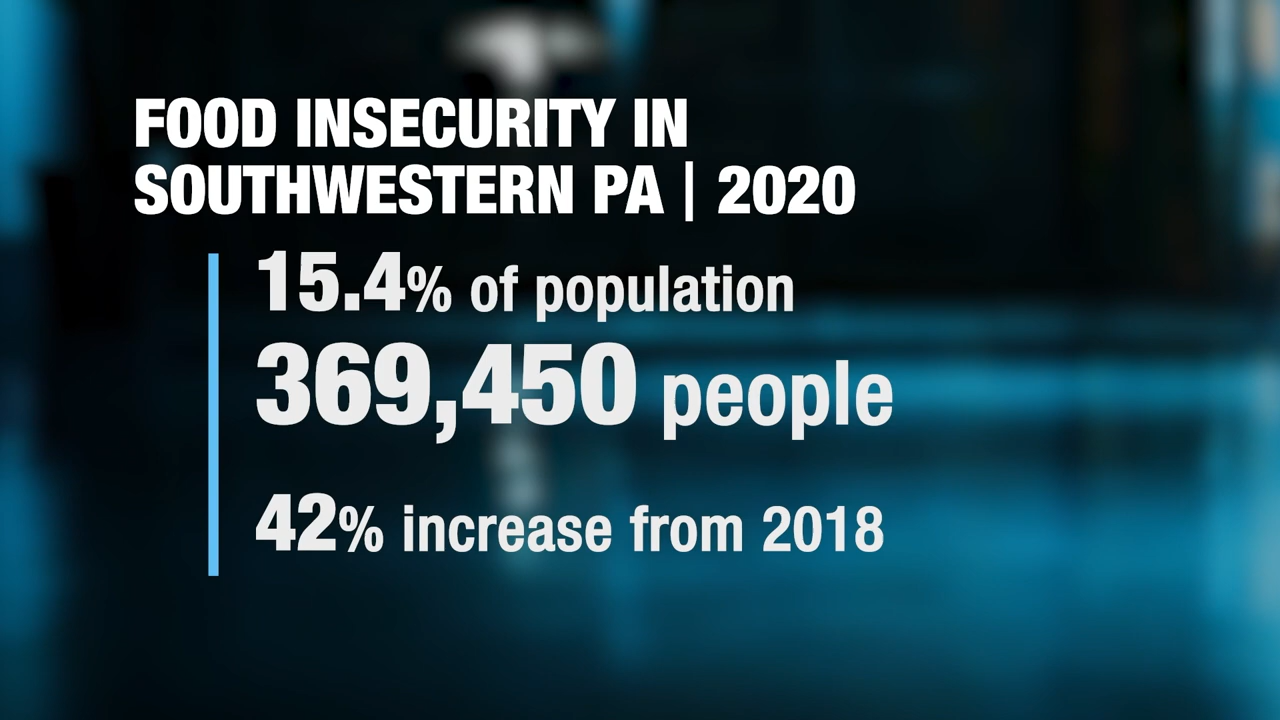 FOOD INSECURITY IN
SOUTHWESTERN PA | 2020
15.4% of population
369,450 people
42% increase from 2018